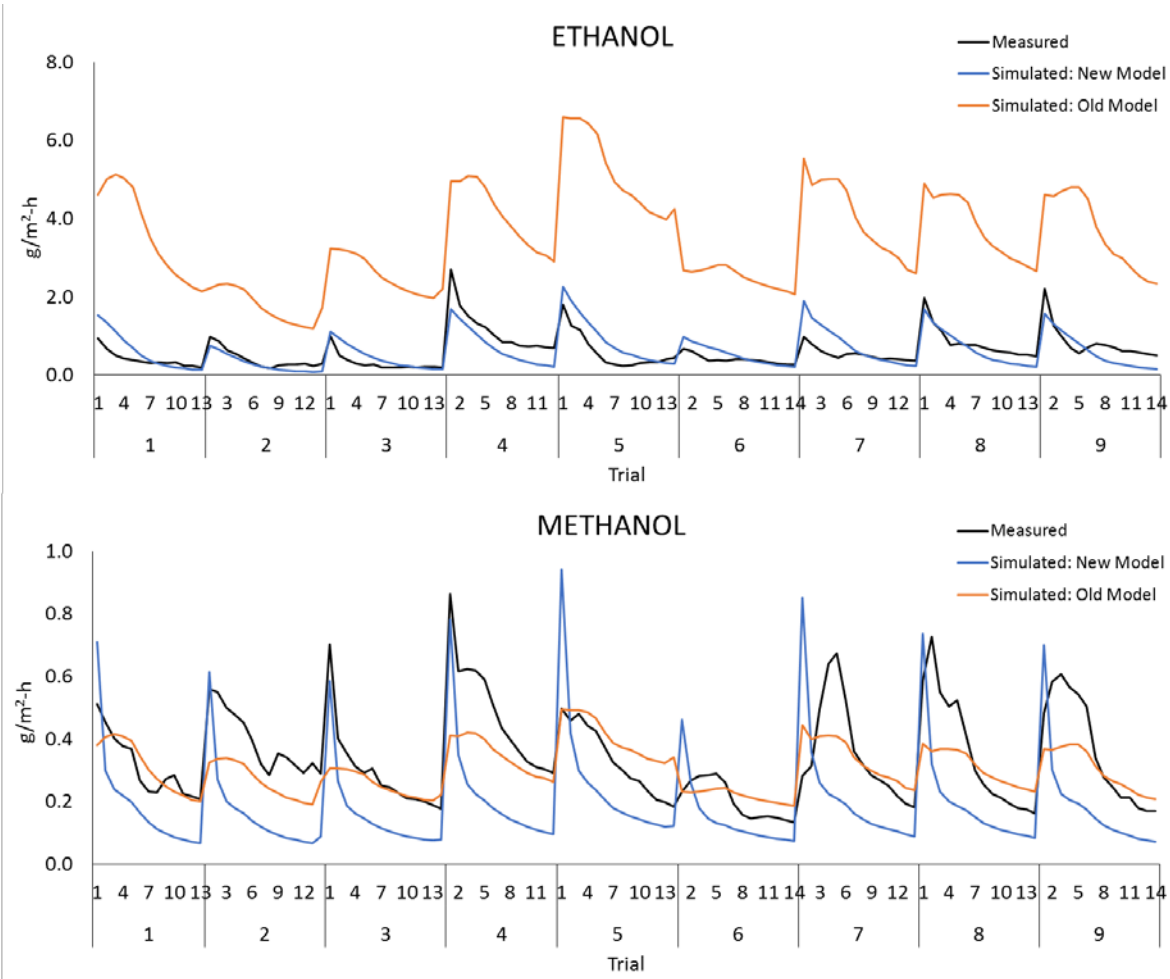 ETHANOL
Measured
Simulated: New Model
Simulated: Old Model
8.0
6.0
4.0
2.0
0.0
g/m²-h
1 4 7 10 13 3 6 9 12 1 4 7 10 13 2 5 8 11 1 4 7 10 13 2 5 8 11 14 3 6 9 12 1 4 7 10 13 2 5 8 11 14
1 2 3 4 5 6 7 8 9
Trial
METHANOL
Measured
Simulated: New Model
Simulated: Old Model
1.0
0.8
0.6
0.4
0.2
0.0
g/m²-h
1 4 7 10 13 3 6 9 12 1 4 7 10 13 2 5 8 11 1 4 7 10 13 2 5 8 11 14 3 6 9 12 1 4 7 10 13 2 5 8 11 14
1 2 3 4 5 6 7 8 9
Trial